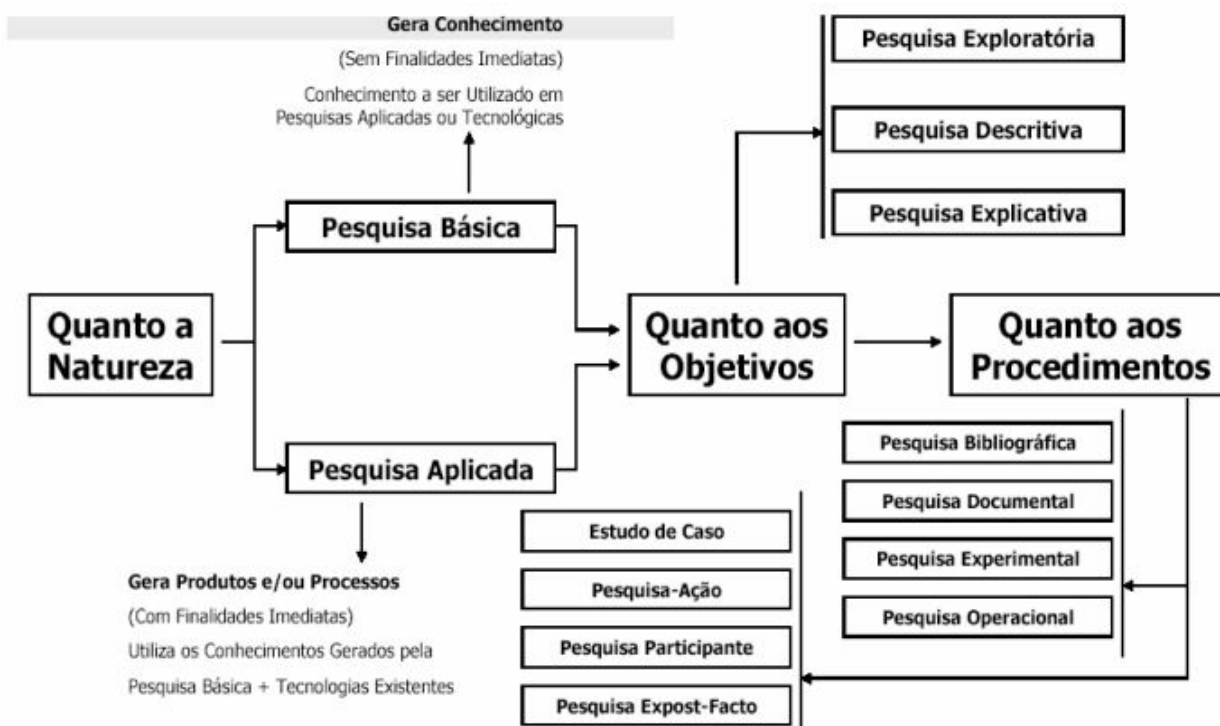 Gera Conhecimento
(Sem Finalidades Imediatas)
Conhecimento a ser Utilizado em
Pesquisas Aplicadas ou Tecnológicas
Pesquisa Básica
Quanto a
Natureza
Pesquisa Aplicada
Gera Produtos e/ou Processos
(Com Finalidades Imediatas)
Utiliza os Conhecimentos Gerados pela
Pesquisa Básica + Tecnologias Existentes
Quanto aos
Objetivos
Pesquisa Exploratória
Pesquisa Descritiva
Pesquisa Explicativa
Quanto aos
Procedimentos
Pesquisa Bibliográfica
Pesquisa Documental
Pesquisa Experimental
Pesquisa Operacional
Estudo de Caso
Pesquisa-Ação
Pesquisa Participante
Pesquisa Expost-Facto